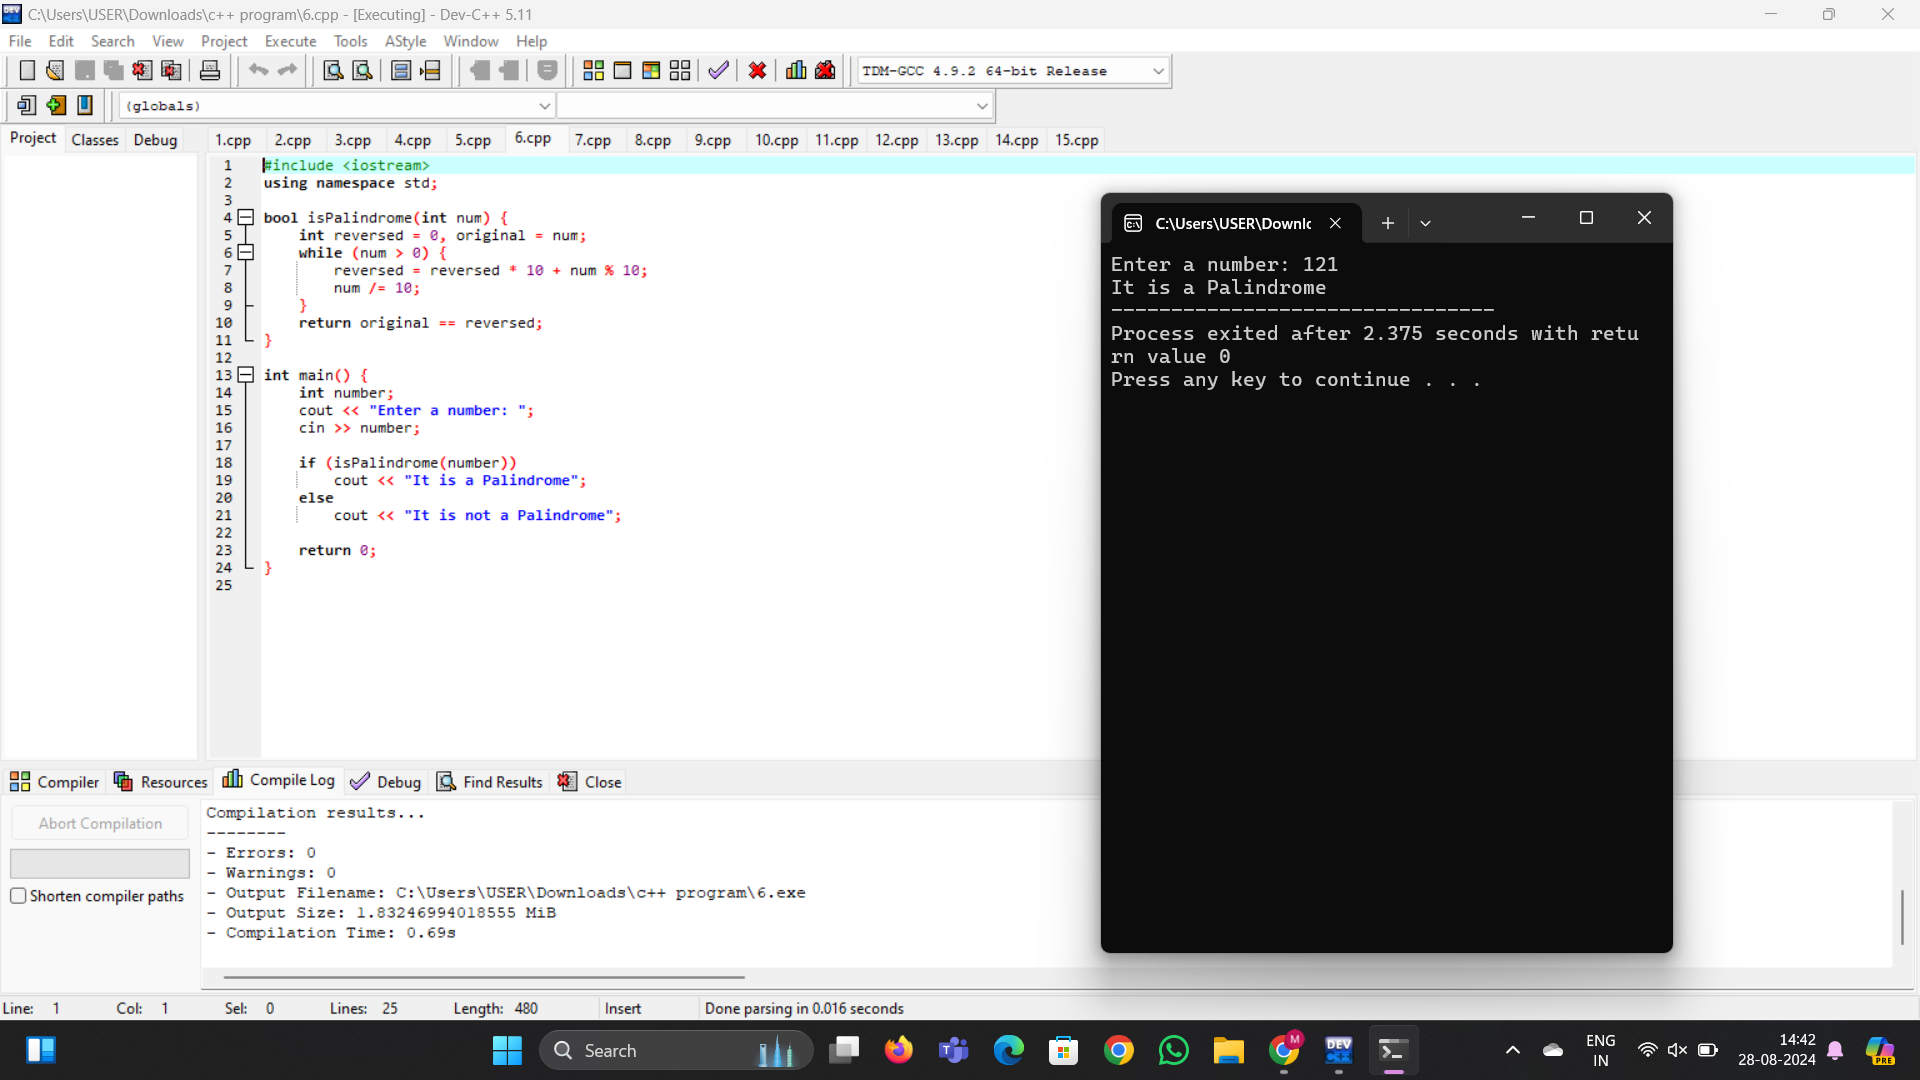 C:\Users\USER\Downloads\c++ program\6.cpp - [Executing] - Dev-C++ 5.11
File Edit Search View Project Execute Tools AStyle Window Help
TDM-GCC 4.9.2 64-bit Release
(globals)
Project Classes Debug
1.cpp 2.cpp 3.cpp 4.cpp 5.cpp 6.cpp 7.cpp 8.cpp 9.cpp 10.cpp 11.cpp 12.cpp 13.cpp 14.cpp 15.cpp
1 #include <iostream>
2 using namespace std;
3
4 bool isPalindrome(int num) {
5 int reversed = 0, original = num;
6 while (num > 0) {
7 reversed = reversed * 10 + num % 10;
8 num /= 10;
9 }
10 return original == reversed;
11 }
12
13 int main() {
14 int number;
15 cout << "Enter a number: ";
16 cin >> number;
17
18 if (isPalindrome(number))
19 cout << "It is a Palindrome";
20 else
21 cout << "It is not a Palindrome";
22
23 return 0;
24 }
25
C:\Users\USER\Downlc
Enter a number: 121
It is a Palindrome
--------------------------------
Process exited after 2.375 seconds with retu
rn value 0
Press any key to continue . . .
Compiler Resources Compile Log Debug Find Results Close
Abort Compilation
Shorten compiler paths
Compilation results...
--------
- Errors: 0
- Warnings: 0
- Output Filename: C:\Users\USER\Downloads\c++ program\6.exe
- Output Size: 1.83246994018555 MiB
- Compilation Time: 0.69s
Line: 1 Col: 1 Sel: 0 Lines: 25 Length: 480 Insert Done parsing in 0.016 seconds
Search
M
DEV
ENG
IN
14:42
28-08-2024
PRE